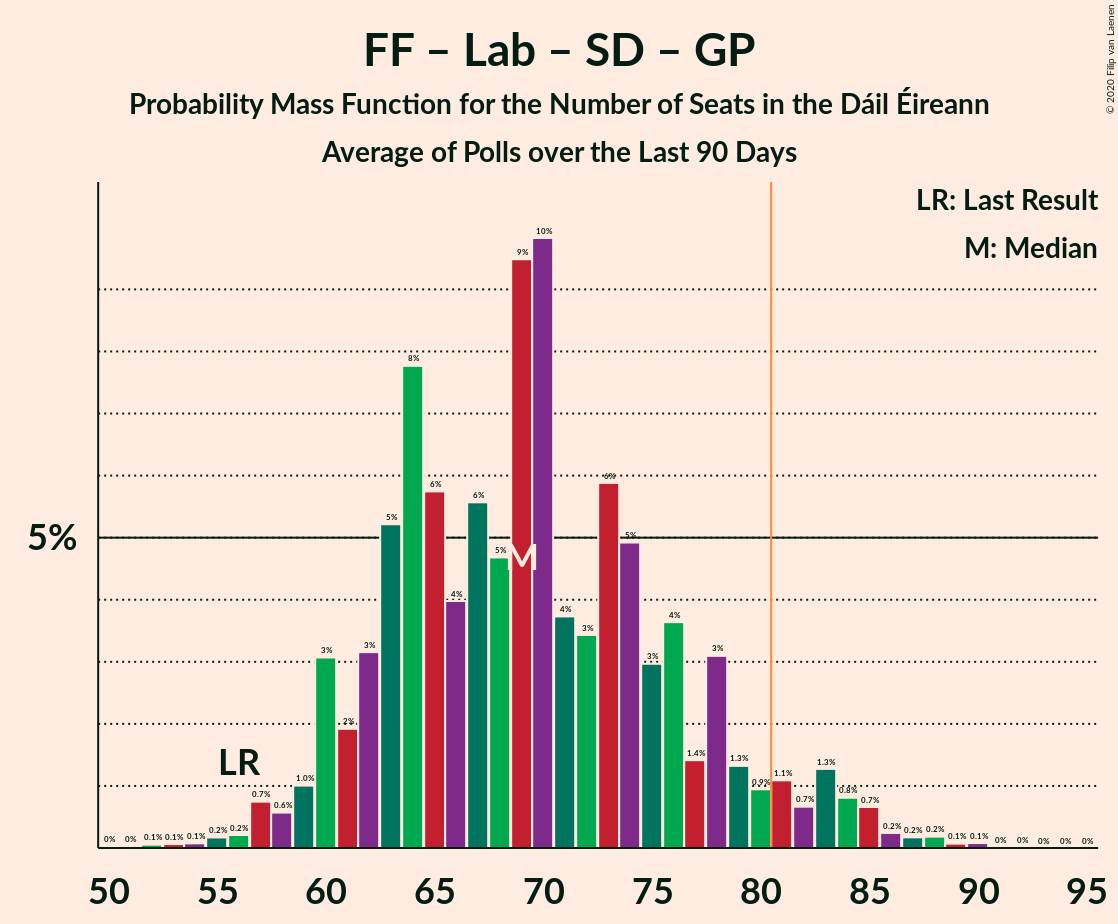 FF – Lab – SD – GP
Probability Mass Function for the Number of Seats in the Dáil Éireann
Average of Polls over the Last 90 Days
© 2020 Filip van Laenen
LR: Last Result
M: Median
5%
LR
M
0% 0% 0.1% 0.1% 0.1% 0.2% 0.2% 0.7% 0.6% 1.0% 3% 2% 3% 5% 8% 6% 4% 6% 5% 9% 10% 4% 3% 6% 5% 3% 4% 1.4% 3% 1.3% 0.9% 1.1% 0.7% 1.3% 0.8% 0.7% 0.2% 0.2% 0.2% 0.1% 0.1% 0% 0% 0% 0% 0%
50 55 60 65 70 75 80 85 90 95